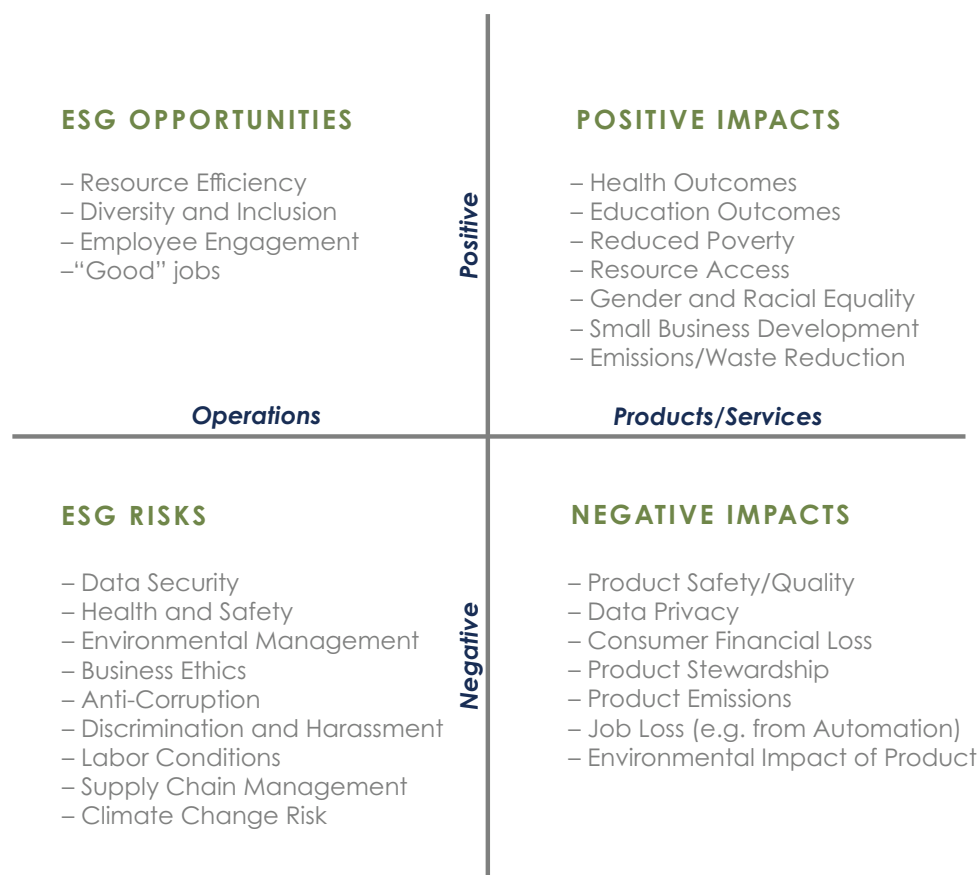 ESG OPPORTUNITIES
– Resource Efficiency
– Diversity and Inclusion
– Employee Engagement
–“Good” jobs
Positive
POSITIVE IMPACTS
– Health Outcomes
– Education Outcomes
– Reduced Poverty
– Resource Access
– Gender and Racial Equality
– Small Business Development
– Emissions/Waste Reduction
Operations
Products/Services
ESG RISKS
– Data Security
– Health and Safety
– Environmental Management
– Business Ethics
– Anti-Corruption
– Discrimination and Harassment
– Labor Conditions
– Supply Chain Management
– Climate Change Risk
Negative
NEGATIVE IMPACTS
– Product Safety/Quality
– Data Privacy
– Consumer Financial Loss
– Product Stewardship
– Product Emissions
– Job Loss (e.g. from Automation)
– Environmental Impact of Product